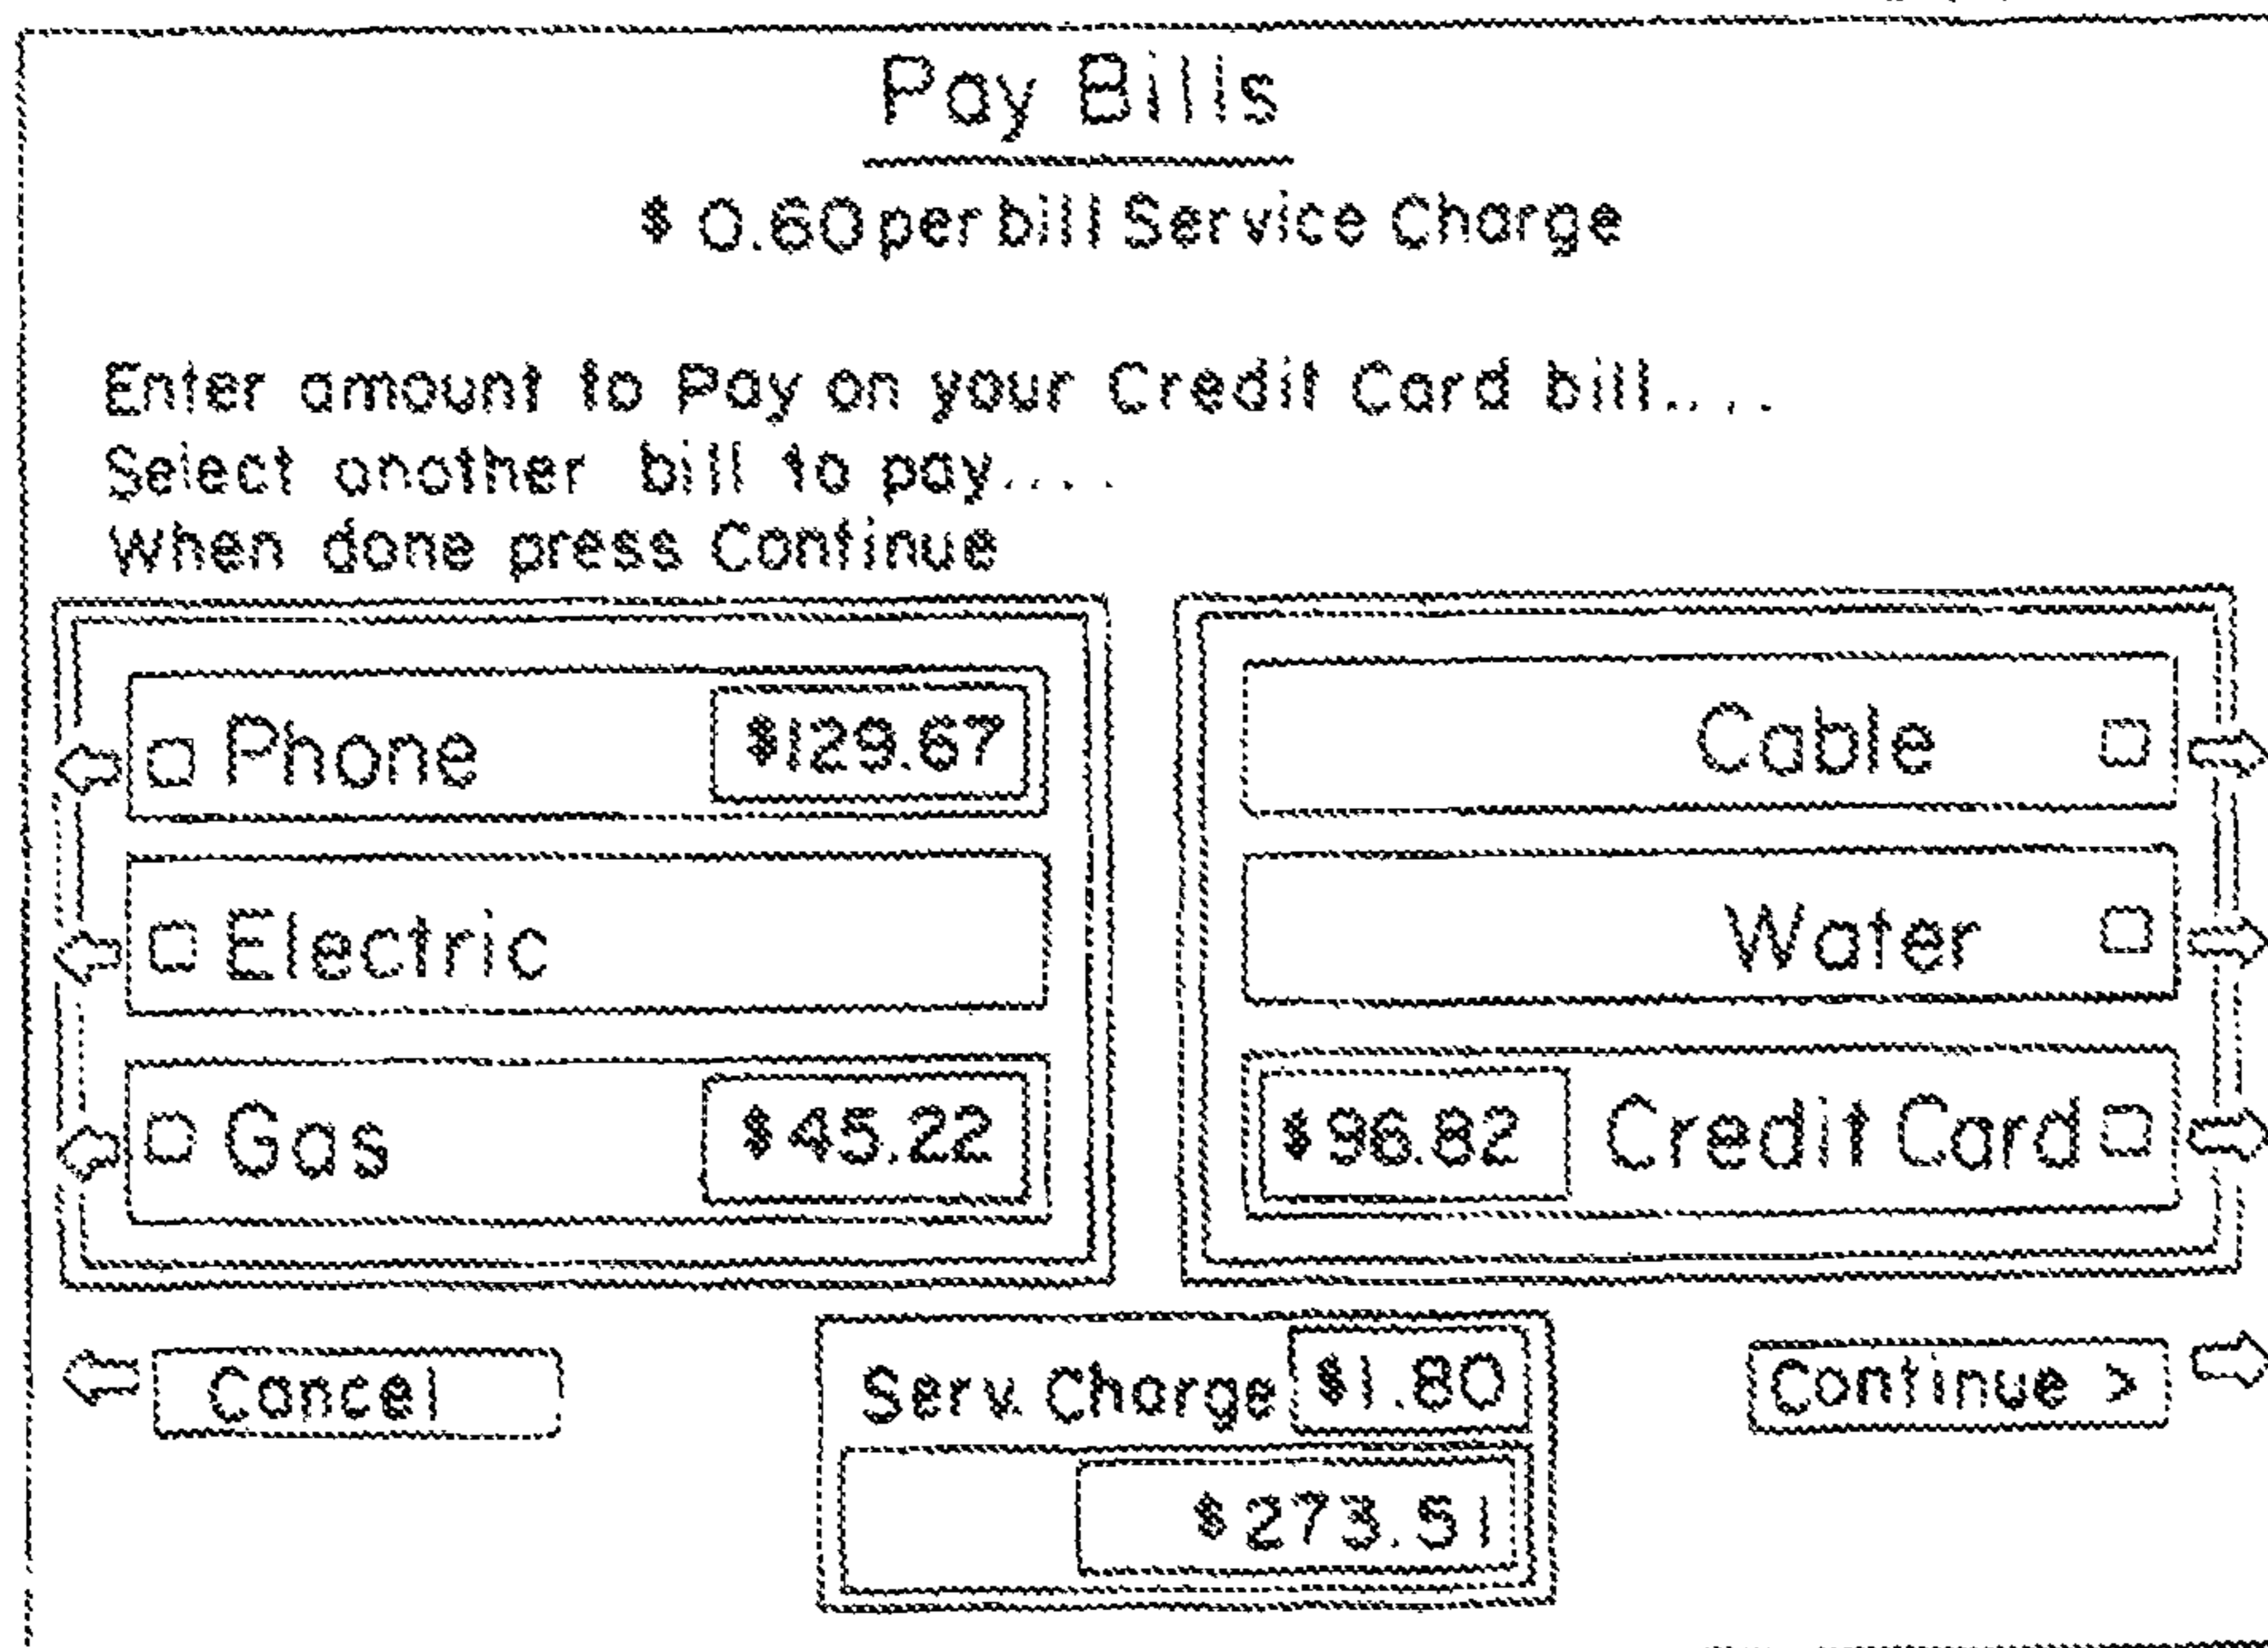 Pay Bills
$ 0.60 per bill Service Charge
Enter amount to Pay on your Credit Card bill....
Select another bill to pay....
When done press Continue
Phone $129.67
Electric
Gas $45.22
Cable
Water
$96.82 Credit Card
Cancel
Serv. Charge $1.80
$273.51
Continue >